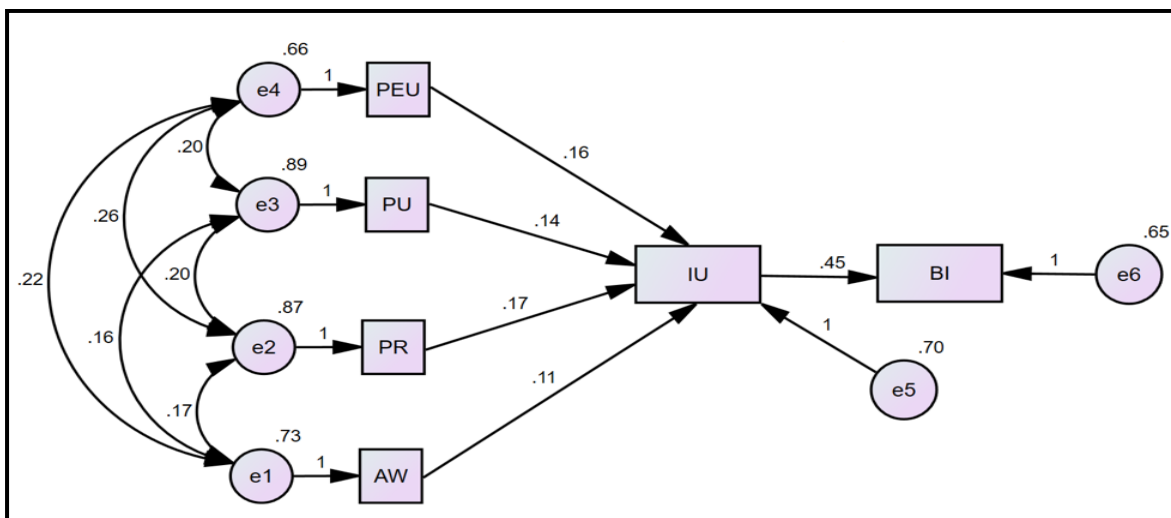 .66
e4 1 PEU
.20 .16
.89
e3 1 PU
.26 .14
.22 .20 IU .45 BI 1 e6 .65
.16 .17
.87
e2 1 PR
1 .70
e5
.17 .11
.73
e1 1 AW